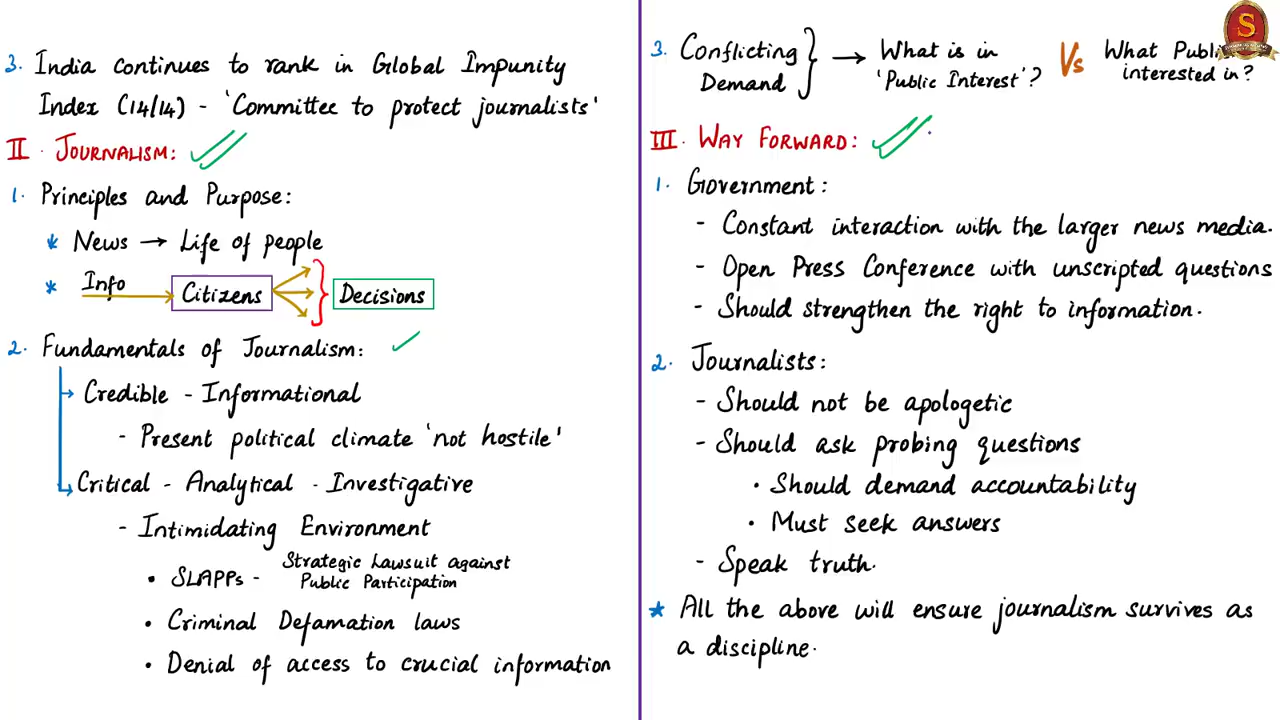 3. India continues to rank in Global Impunity
Index (14/14) - 'Committee to protect journalists'
II. JOURNALISM:
1. Principles and Purpose:
* News → Life of people
* Info → Citizens } Decisions
2. Fundamentals of Journalism:
→ Credible - Informational
- Present political climate 'not hostile'
→ Critical - Analytical - Investigative
- Intimidating Environment
• SLAPPs - Strategic Lawsuit against
Public Participation
• Criminal Defamation laws
• Denial of access to crucial information
3. Conflicting } → What is in Vs What Public
Demand 'Public Interest'? interested in?
III. WAY FORWARD:
1. Government:
- Constant interaction with the larger news media.
- Open Press Conference with unscripted questions
- Should strengthen the right to information.
2. Journalists:
- Should not be apologetic
- Should ask probing questions
• Should demand accountability
• Must seek answers
- Speak truth.
* All the above will ensure journalism survives as
a discipline.
S